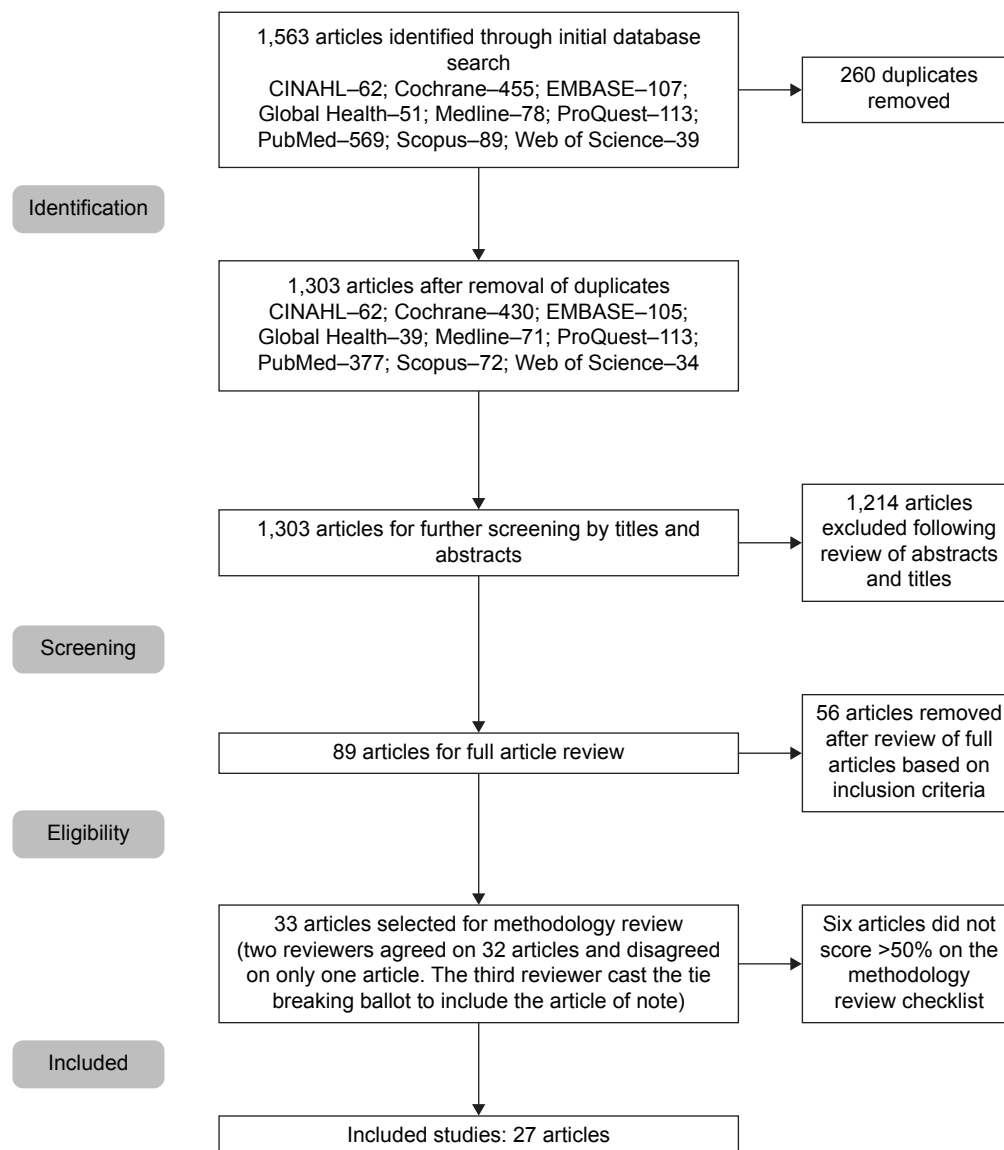 1,563 articles identified through initial database
search
CINAHL–62; Cochrane–455; EMBASE–107;
Global Health–51; Medline–78; ProQuest–113;
PubMed–569; Scopus–89; Web of Science–39
260 duplicates
removed
Identification
1,303 articles after removal of duplicates
CINAHL–62; Cochrane–430; EMBASE–105;
Global Health–39; Medline–71; ProQuest–113;
PubMed–377; Scopus–72; Web of Science–34
1,303 articles for further screening by titles and
abstracts
1,214 articles
excluded following
review of abstracts
and titles
Screening
89 articles for full article review
56 articles removed
after review of full
articles based on
inclusion criteria
Eligibility
33 articles selected for methodology review
(two reviewers agreed on 32 articles and disagreed
on only one article. The third reviewer cast the tie
breaking ballot to include the article of note)
Six articles did not
score >50% on the
methodology
review checklist
Included
Included studies: 27 articles